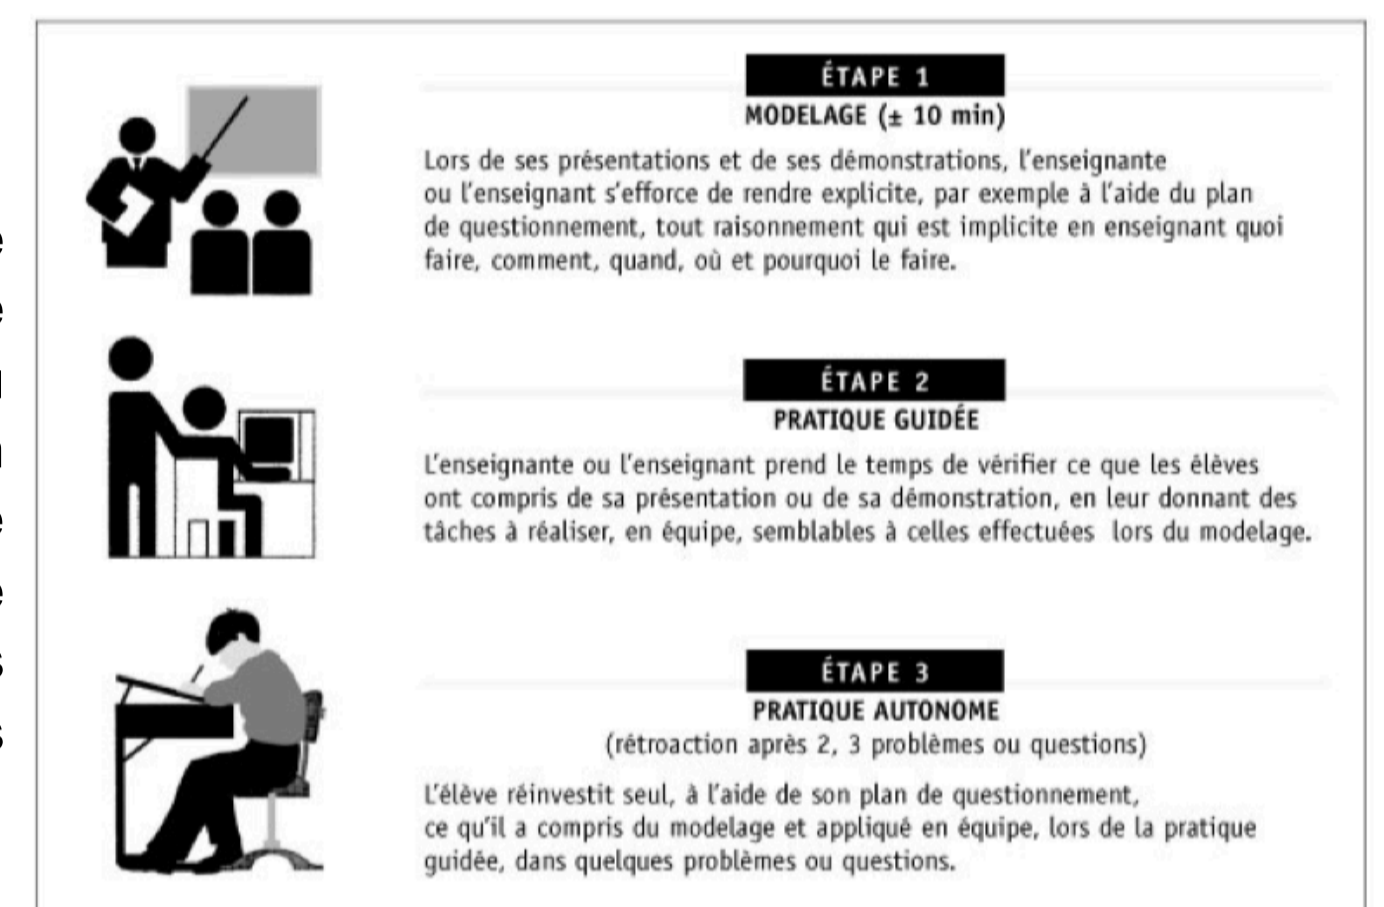 ÉTAPE 1
MODELAGE (± 10 min)
Lors de ses présentations et de ses démonstrations, l'enseignante
ou l'enseignant s'efforce de rendre explicite, par exemple à l'aide du plan
de questionnement, tout raisonnement qui est implicite en enseignant quoi
faire, comment, quand, où et pourquoi le faire.
ÉTAPE 2
PRATIQUE GUIDÉE
L'enseignante ou l'enseignant prend le temps de vérifier ce que les élèves
ont compris de sa présentation ou de sa démonstration, en leur donnant des
tâches à réaliser, en équipe, semblables à celles effectuées lors du modelage.
ÉTAPE 3
PRATIQUE AUTONOME
(rétroaction après 2, 3 problèmes ou questions)
L'élève réinvestit seul, à l'aide de son plan de questionnement,
ce qu'il a compris du modelage et appliqué en équipe, lors de la pratique
guidée, dans quelques problèmes ou questions.